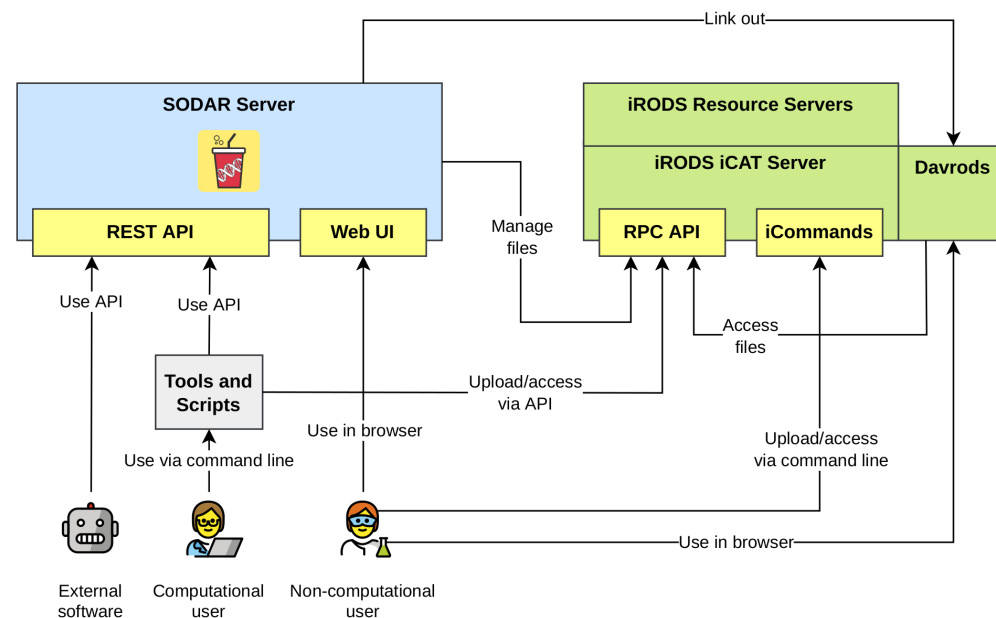 Link out
SODAR Server
iRODS Resource Servers
iRODS iCAT Server
Davrods
REST API
Web UI
Manage
files
RPC API
iCommands
Use API
Use API
Access
files
Tools and
Scripts
Upload/access
via API
Use in browser
Upload/access
via command line
Use via command line
Use in browser
External
software
Computational
user
Non-computational
user